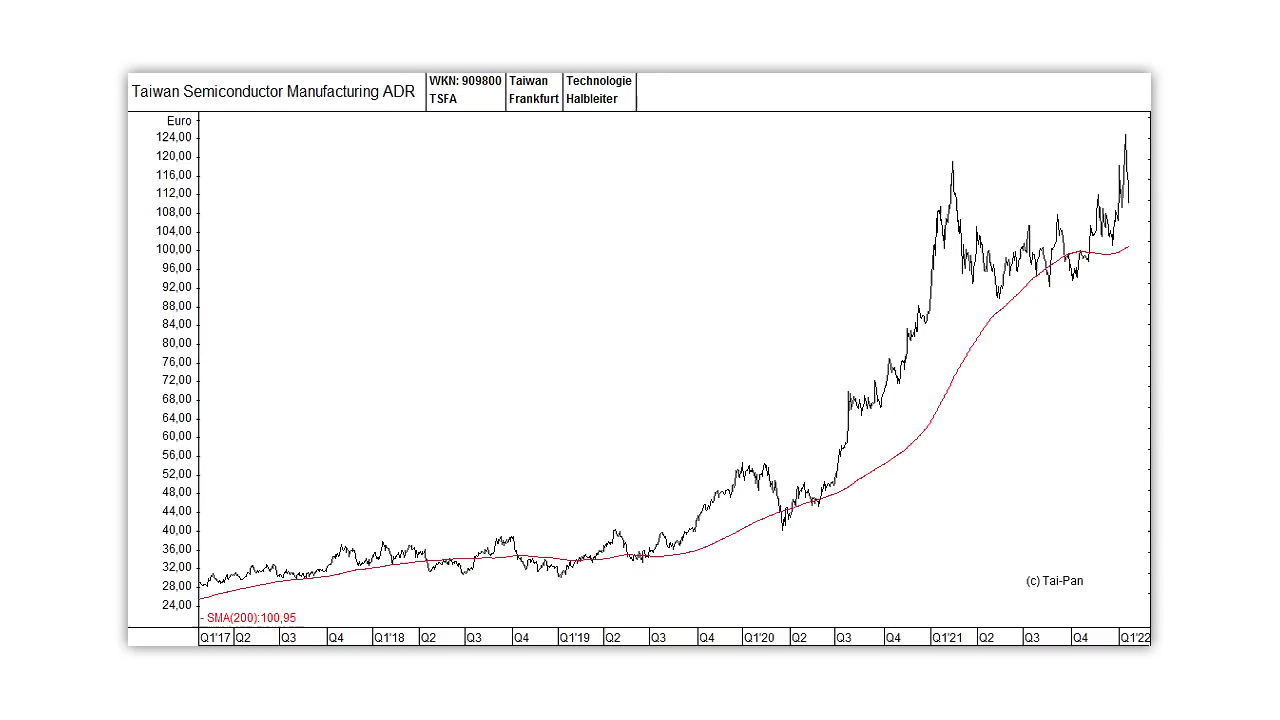 Taiwan Semiconductor Manufacturing ADR
WKN: 909800
TSFA
Taiwan
Frankfurt
Technologie
Halbleiter
Euro
124,00
120,00
116,00
112,00
108,00
104,00
100,00
96,00
92,00
88,00
84,00
80,00
76,00
72,00
68,00
64,00
60,00
56,00
52,00
48,00
44,00
40,00
36,00
32,00
28,00
24,00
(c) Tai-Pan
- SMA(200):100,95
Q1'17 Q2 Q3 Q4 Q1'18 Q2 Q3 Q4 Q1'19 Q2 Q3 Q4 Q1'20 Q2 Q3 Q4 Q1'21 Q2 Q3 Q4 Q1'22